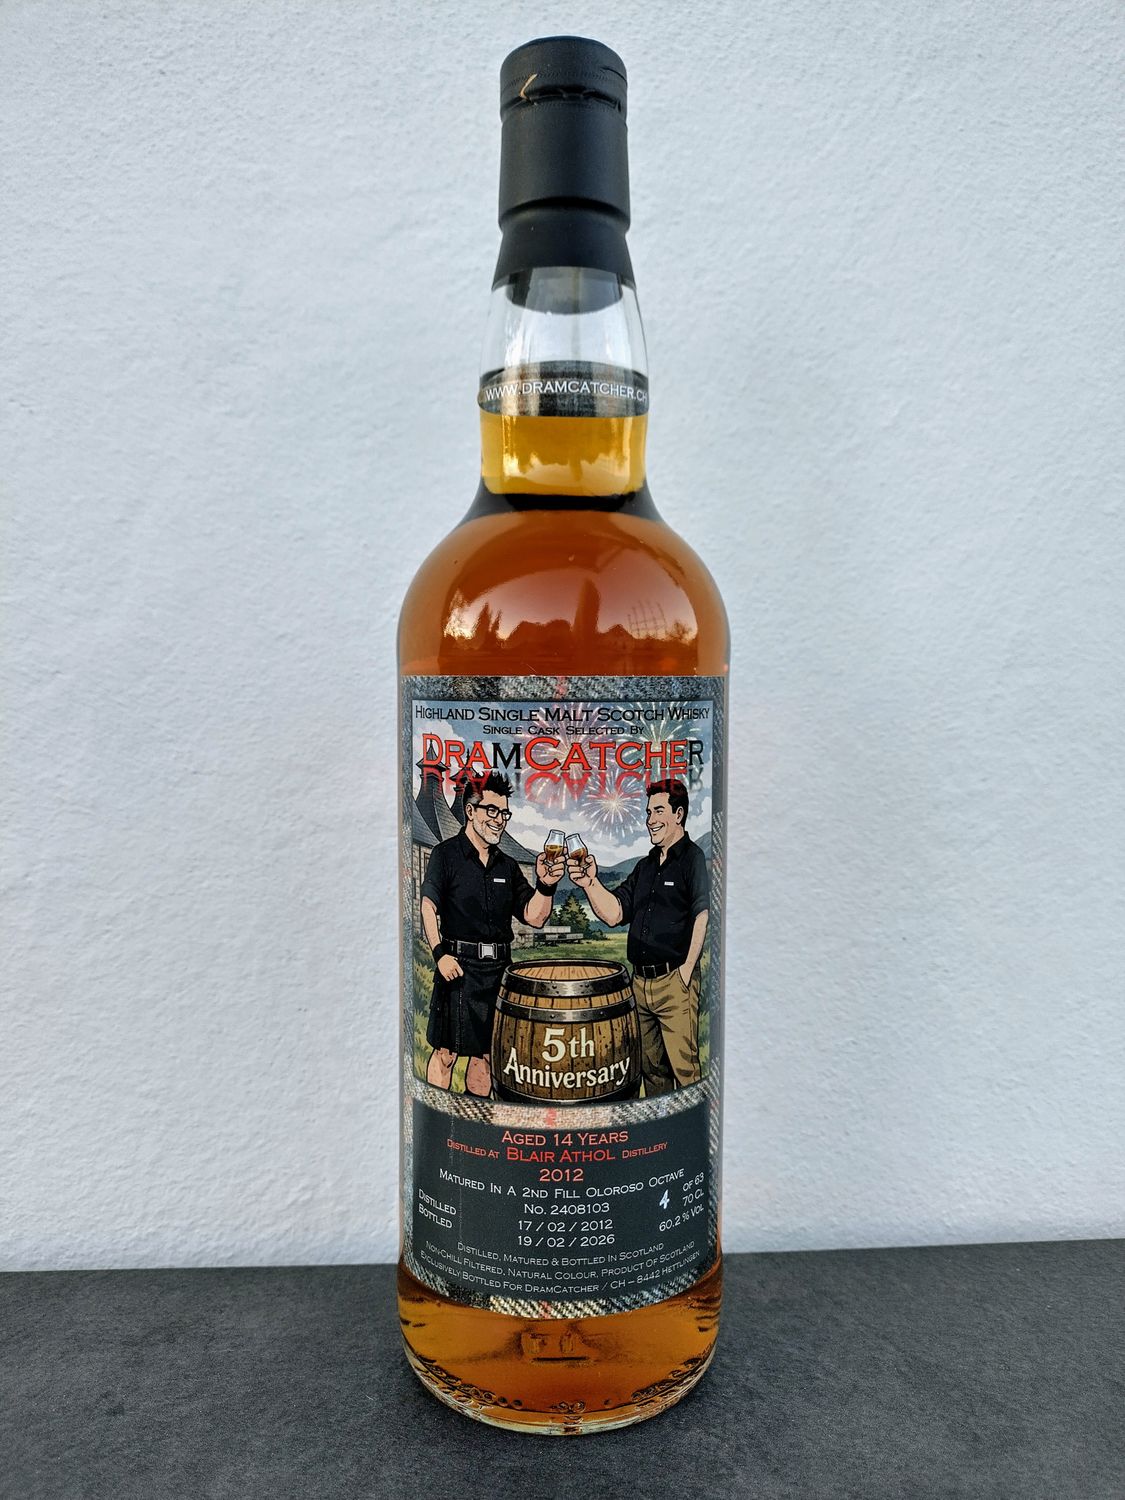 WWW.DRAMCATCHER.CH
HIGHLAND SINGLE MALT SCOTCH WHISKY
SINGLE CASK SELECTED BY
DRAMCATCHER
5th
Anniversary
AGED 14 YEARS
DISTILLED AT BLAIR ATHOL DISTILLERY
2012
MATURED IN A 2ND FILL OLOROSO OCTAVE
No. 2408103
4 OF 63
70 CL
60.2 % VOL
DISTILLED 17 / 02 / 2012
BOTTLED 19 / 02 / 2026
DISTILLED, MATURED & BOTTLED IN SCOTLAND
NON-CHILL FILTERED, NATURAL COLOUR, PRODUCT OF SCOTLAND
EXCLUSIVELY BOTTLED FOR DRAMCATCHER / CH – 8442 HETTLINGEN